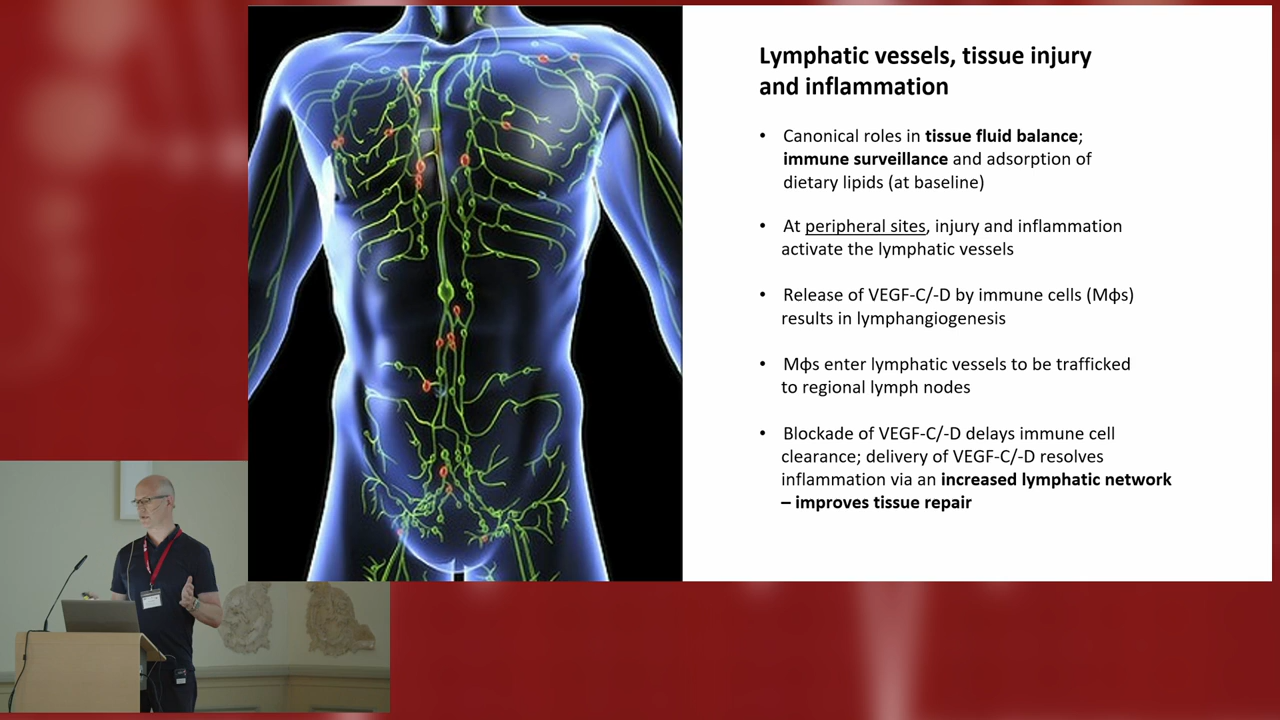 Lymphatic vessels, tissue injury
and inflammation
• Canonical roles in tissue fluid balance;
immune surveillance and adsorption of
dietary lipids (at baseline)
• At peripheral sites, injury and inflammation
activate the lymphatic vessels
• Release of VEGF-C/-D by immune cells (Mϕs)
results in lymphangiogenesis
• Mϕs enter lymphatic vessels to be trafficked
to regional lymph nodes
• Blockade of VEGF-C/-D delays immune cell
clearance; delivery of VEGF-C/-D resolves
inflammation via an increased lymphatic network
– improves tissue repair